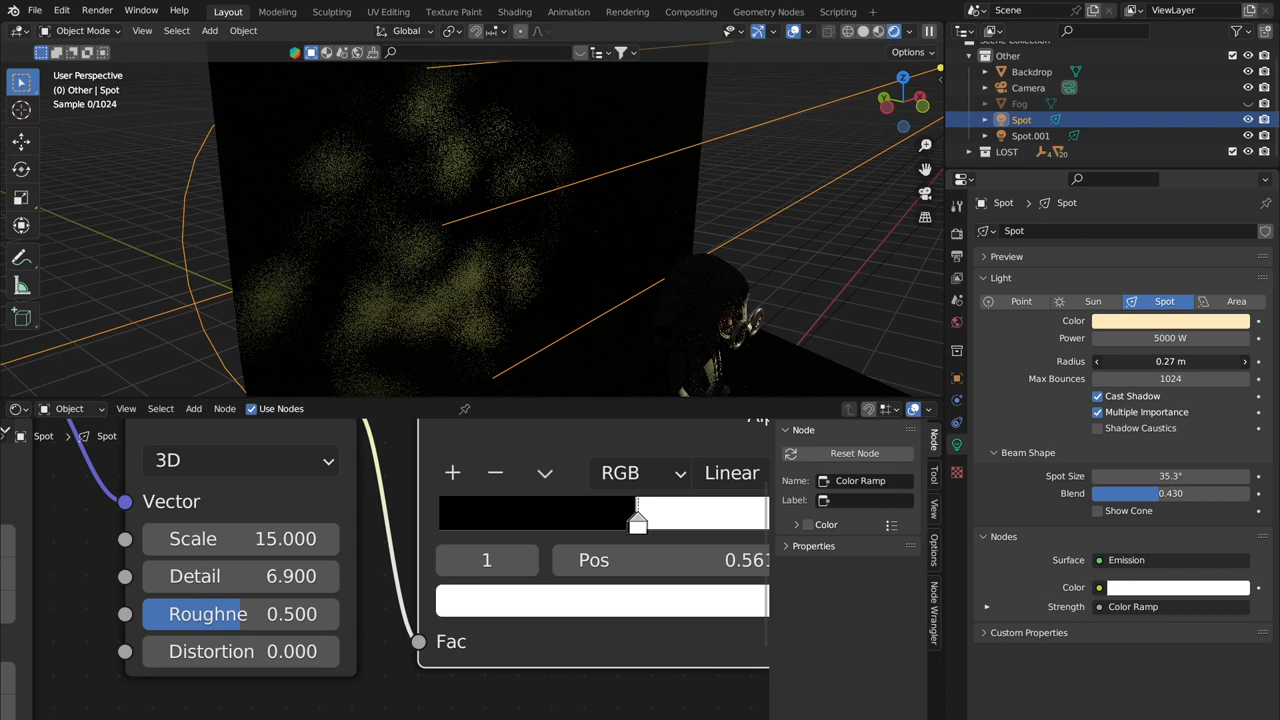 File Edit Render Window Help Layout Modeling Sculpting UV Editing Texture Paint Shading Animation Rendering Compositing Geometry Nodes Scripting + Scene ViewLayer
Object Mode View Select Add Object Global
Options
User Perspective
(0) Other | Spot
Sample 0/1024
Z
Y
X
Other
Backdrop
Camera
Fog
Spot
Spot.001
LOST 4 20
Spot > Spot
Spot
Preview
Light
Point Sun Spot Area
Color
Power 5000 W
Radius 0.27 m
Max Bounces 1024
Cast Shadow
Multiple Importance
Shadow Caustics
Beam Shape
Spot Size 35.3°
Blend 0.430
Show Cone
Nodes
Surface Emission
Color
Strength Color Ramp
Custom Properties
Object View Select Add Node Use Nodes
Spot > Spot
3D
Vector
Scale 15.000
Detail 6.900
Roughne 0.500
Distortion 0.000
+ − RGB Linear
1 Pos 0.561
Fac
Node
Reset Node
Name: Color Ramp
Label:
Color
Properties
Node
Tool
View
Options
Node Wrangler